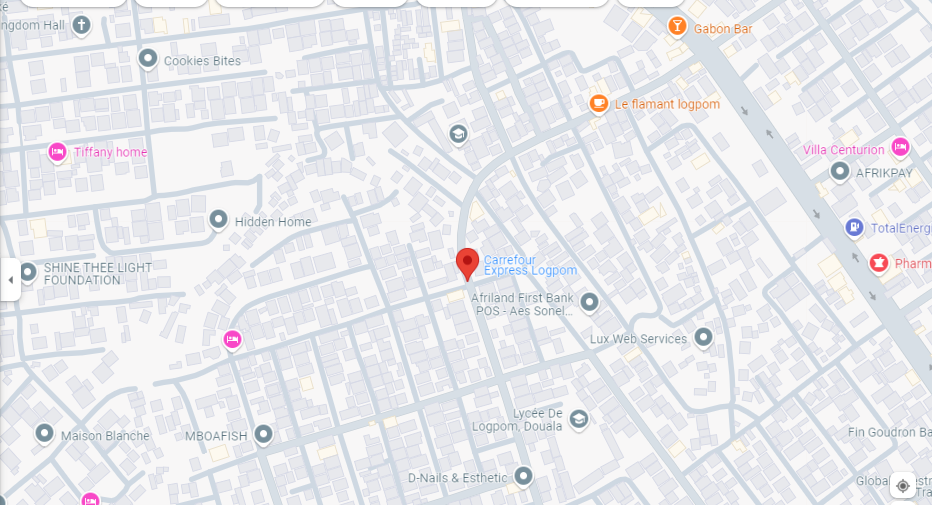 ngdom Hall
Gabon Bar
Cookies Bites
Le flamant logpom
Tiffany home
Villa Centurion
AFRIKPAY
Hidden Home
TotalEnergi
Carrefour
Express Logpom
Pharm
SHINE THEE LIGHT
FOUNDATION
Afriland First Bank
POS - Aes Sonel...
Lux Web Services
Lycée De
Logpom, Douala
Maison Blanche
MBOAFISH
Fin Goudron Ba
D-Nails & Esthetic